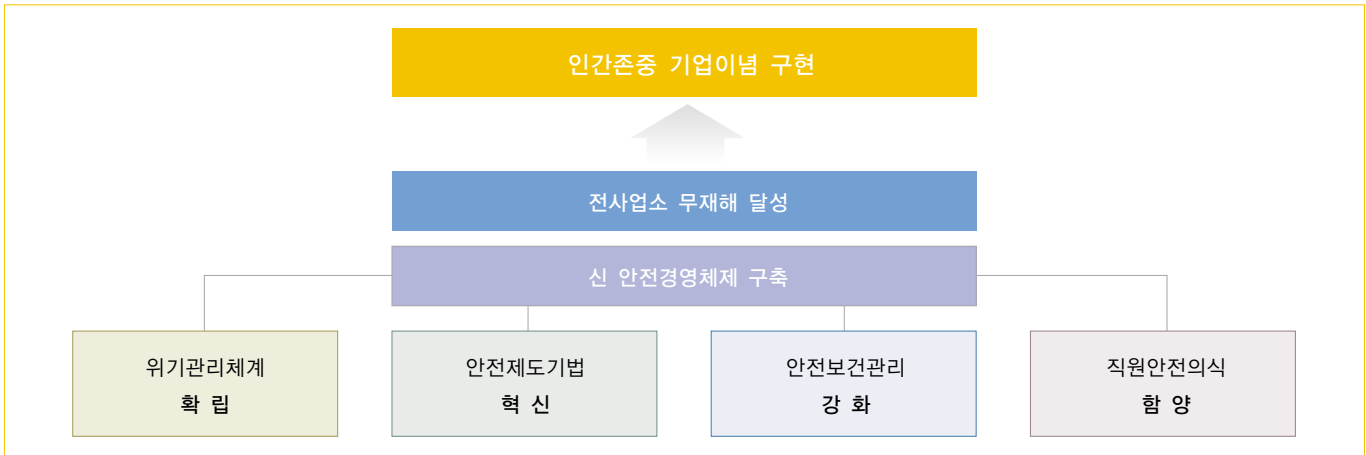 인간존중 기업이념 구현
전사업소 무재해 달성
신 안전경영체제 구축
위기관리체계
확 립
안전제도기법
혁 신
안전보건관리
강 화
직원안전의식
함 양